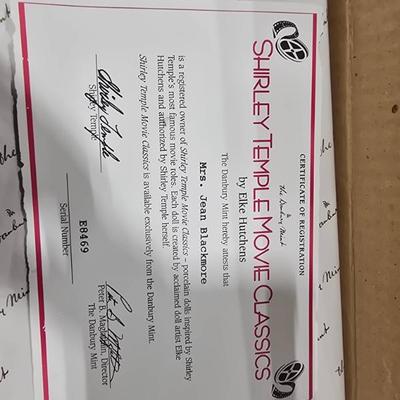 CERTIFICATE OF REGISTRATION
The Danbury Mint
SHIRLEY TEMPLE MOVIE CLASSICS
by Elke Hutchens
The Danbury Mint hereby attests that
Mrs. Jean Blackmore
is a registered owner of Shirley Temple Movie Classics – porcelain dolls inspired by Shirley
Temple's most famous movie roles. Each doll is created by acclaimed doll artist Elke
Hutchens and authorized by Shirley Temple herself.
Shirley Temple Movie Classics is available exclusively from the Danbury Mint.
Shirley Temple
Shirley Temple
E8469
Serial Number
Peter B. Maglathlin, Director
The Danbury Mint